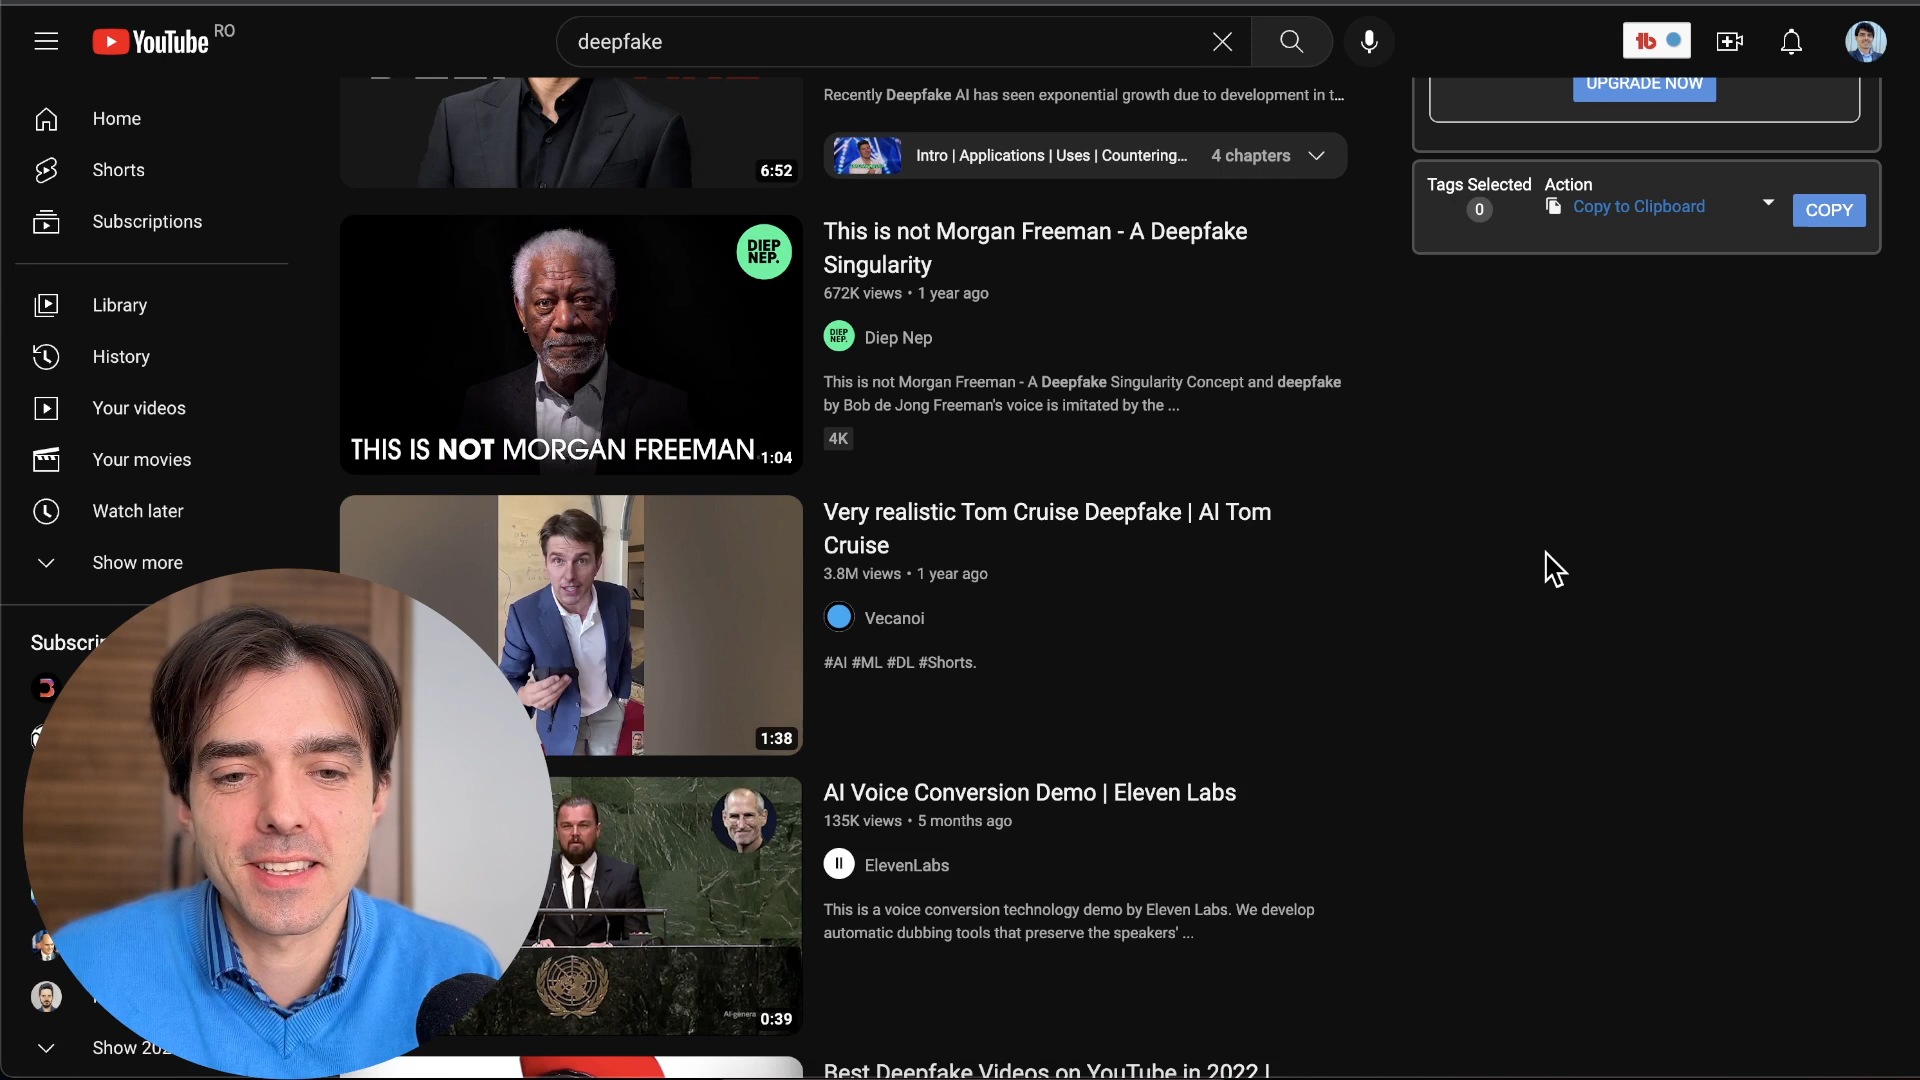 YouTube RO
deepfake
Home
Shorts
Subscriptions
Library
History
Your videos
Your movies
Watch later
Show more
6:52
Recently Deepfake AI has seen exponential growth due to development in t...
Intro | Applications | Uses | Countering... 4 chapters
DIEP
NEP.
THIS IS NOT MORGAN FREEMAN
1:04
This is not Morgan Freeman - A Deepfake
Singularity
672K views • 1 year ago
DIEP
NEP.
Diep Nep
This is not Morgan Freeman - A Deepfake Singularity Concept and deepfake
by Bob de Jong Freeman's voice is imitated by the ...
4K
1:38
Very realistic Tom Cruise Deepfake | AI Tom
Cruise
3.8M views • 1 year ago
Vecanoi
#AI #ML #DL #Shorts.
0:39
AI Voice Conversion Demo | Eleven Labs
135K views • 5 months ago
ElevenLabs
This is a voice conversion technology demo by Eleven Labs. We develop
automatic dubbing tools that preserve the speakers' ...
Best Deepfake Videos on YouTube in 2022 |
UPGRADE NOW
Tags Selected Action
0 Copy to Clipboard
COPY
tb